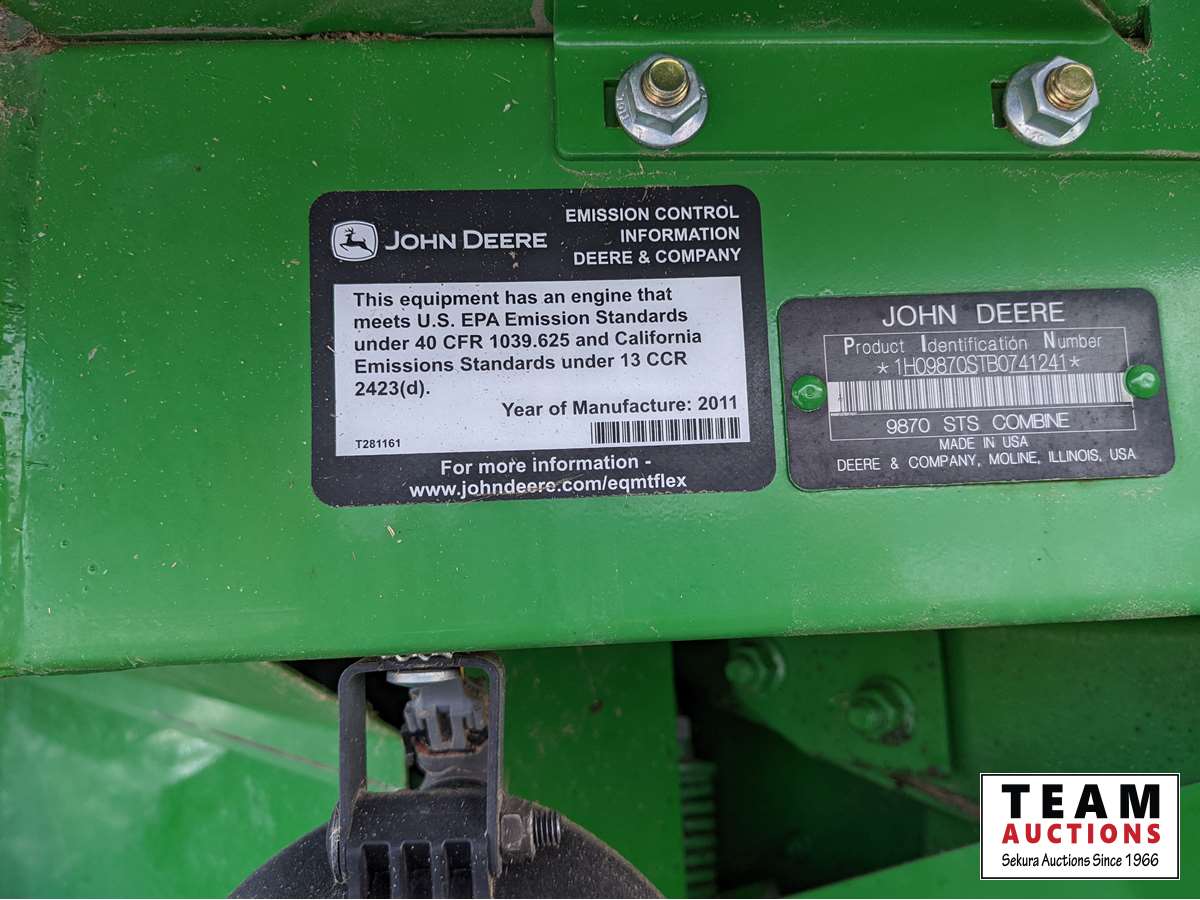 JOHN DEERE
EMISSION CONTROL
INFORMATION
DEERE & COMPANY
This equipment has an engine that
meets U.S. EPA Emission Standards
under 40 CFR 1039.625 and California
Emissions Standards under 13 CCR
2423(d).
Year of Manufacture: 2011
T281161
For more information -
www.johndeere.com/eqmtflex
JOHN DEERE
Product Identification Number
*1H09870STB0741241*
9870 STS COMBINE
MADE IN USA
DEERE & COMPANY, MOLINE, ILLINOIS, USA
TEAM
AUCTIONS
Sekura Auctions Since 1966